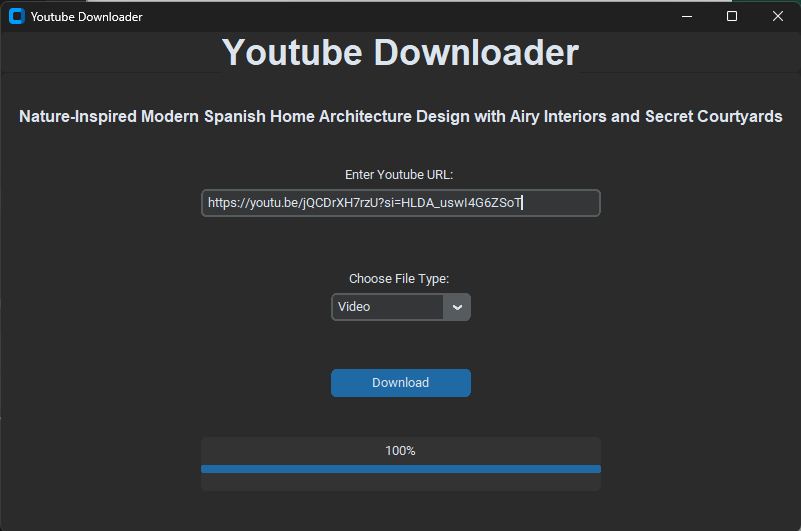 Youtube Downloader
Youtube Downloader
Nature-Inspired Modern Spanish Home Architecture Design with Airy Interiors and Secret Courtyards
Enter Youtube URL:
https://youtu.be/jQCDrXH7rzU?si=HLDA_uswI4G6ZSoT
Choose File Type:
Video
Download
100%